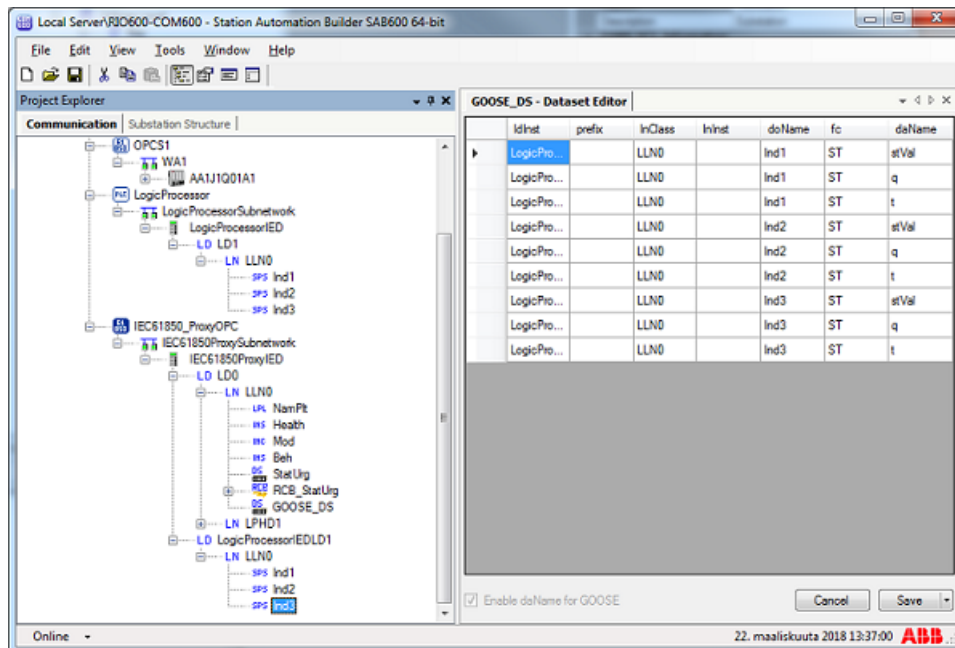 Local Server\RIO600-COM600 - Station Automation Builder SAB600 64-bit
File Edit View Tools Window Help
Project Explorer
Communication Substation Structure
OPCS1
WA1
AA1J1Q01A1
LogicProcessor
LogicProcessorSubnetwork
LogicProcessorIED
LD LD1
LN LLN0
SPS Ind1
SPS Ind2
SPS Ind3
IEC61850_ProxyOPC
IEC61850ProxySubnetwork
IEC61850ProxyIED
LD LD0
LN LLN0
LPL NamPlt
INS Health
INC Mod
INS Beh
DS StatUrg
RCB RCB_StatUrg
DS GOOSE_DS
LN LPHD1
LD LogicProcessorIEDLD1
LN LLN0
SPS Ind1
SPS Ind2
SPS Ind3
GOOSE_DS - Dataset Editor
ldInst prefix lnClass lnInst doName fc daName
LogicPro... LLN0 Ind1 ST stVal
LogicPro... LLN0 Ind1 ST q
LogicPro... LLN0 Ind1 ST t
LogicPro... LLN0 Ind2 ST stVal
LogicPro... LLN0 Ind2 ST q
LogicPro... LLN0 Ind2 ST t
LogicPro... LLN0 Ind3 ST stVal
LogicPro... LLN0 Ind3 ST q
LogicPro... LLN0 Ind3 ST t
Enable daName for GOOSE Cancel Save
Online 22. maaliskuuta 2018 13:37:00 ABB